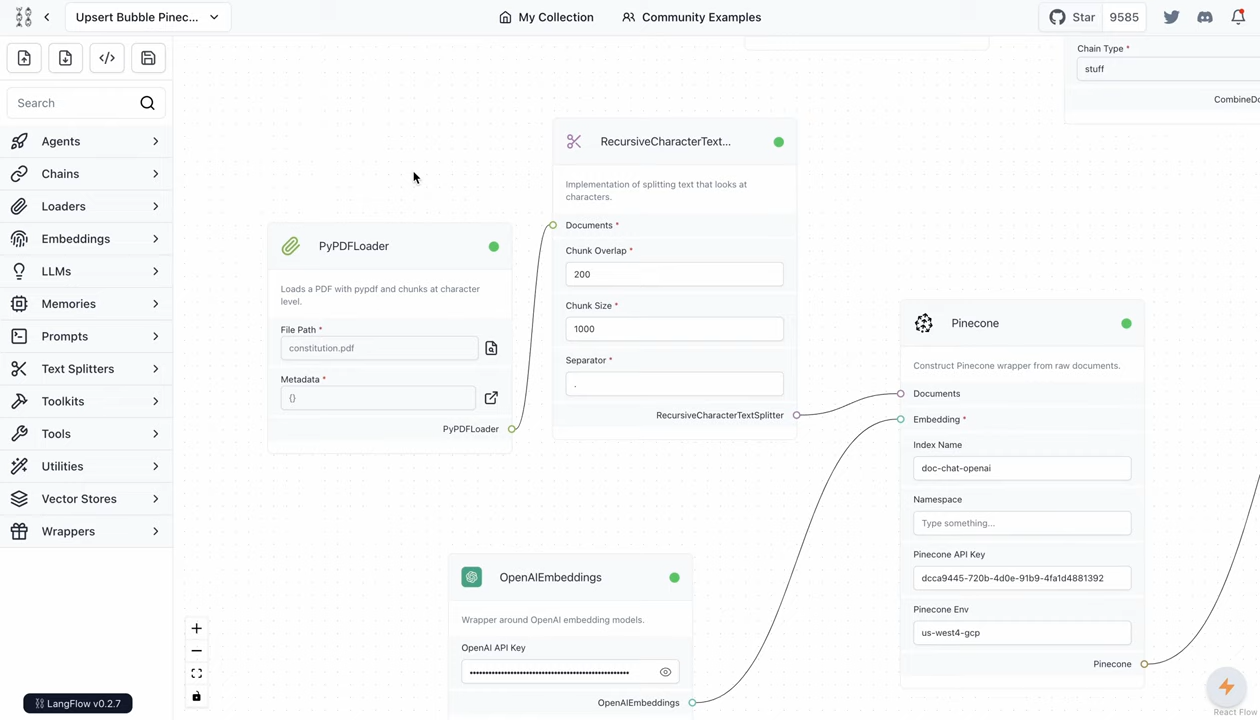 Upsert Bubble Pinec...
My Collection
Community Examples
Star
9585
Search
Agents
Chains
Loaders
Embeddings
LLMs
Memories
Prompts
Text Splitters
Toolkits
Tools
Utilities
Vector Stores
Wrappers
LangFlow v0.2.7
Chain Type *
stuff
CombineDo
RecursiveCharacterText...
Implementation of splitting text that looks at
characters.
Documents *
Chunk Overlap *
200
Chunk Size *
1000
Separator *
.
RecursiveCharacterTextSplitter
PyPDFLoader
Loads a PDF with pypdf and chunks at character
level.
File Path *
constitution.pdf
Metadata *
{}
PyPDFLoader
Pinecone
Construct Pinecone wrapper from raw documents.
Documents
Embedding *
Index Name
doc-chat-openai
Namespace
Type something...
Pinecone API Key
dcca9445-720b-4d0e-91b9-4fa1d4881392
Pinecone Env
us-west4-gcp
Pinecone
OpenAIEmbeddings
Wrapper around OpenAI embedding models.
OpenAI API Key
OpenAIEmbeddings
React Flow